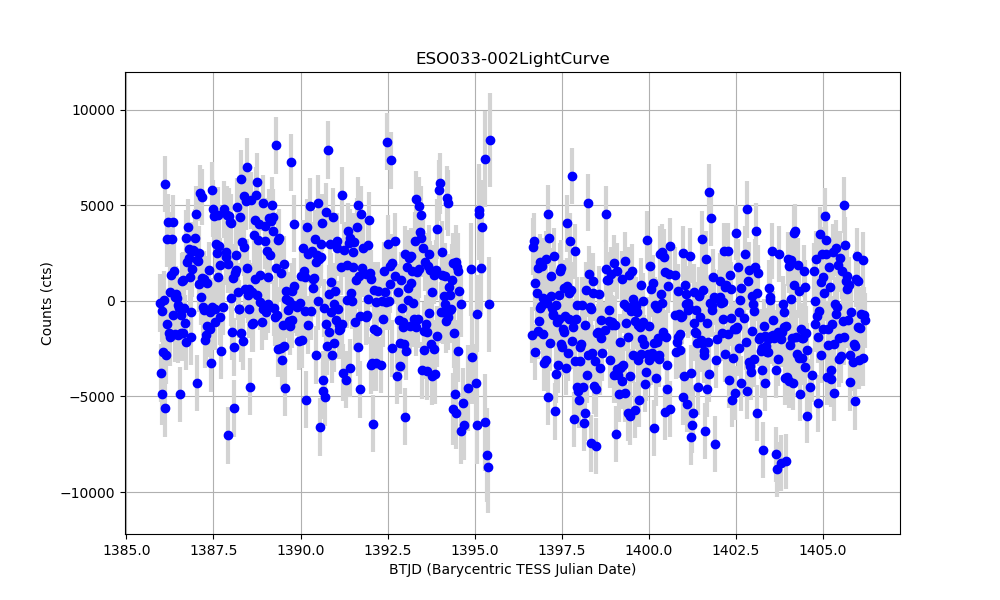 ESO033-002LightCurve
10000
5000
0
−5000
−10000
Counts (cts)
1385.0 1387.5 1390.0 1392.5 1395.0 1397.5 1400.0 1402.5 1405.0
BTJD (Barycentric TESS Julian Date)